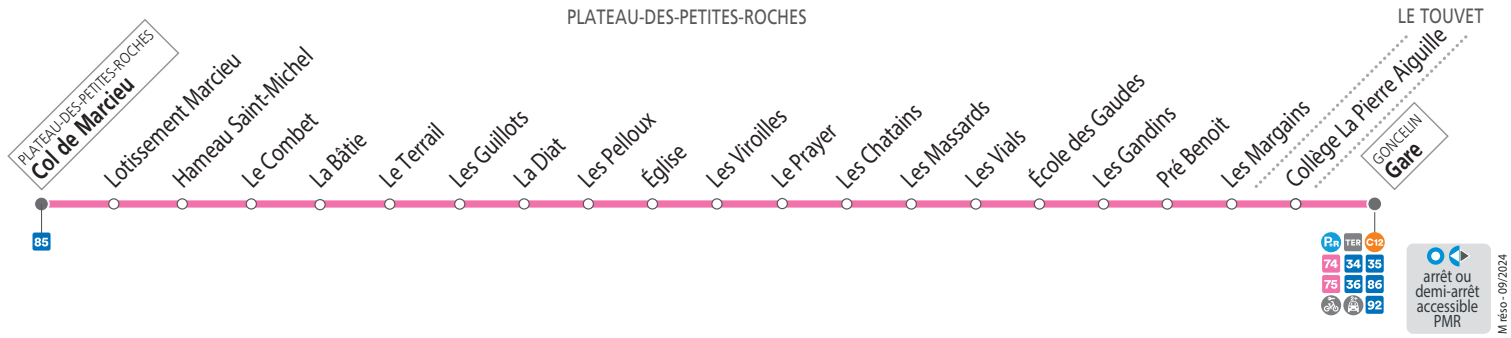 PLATEAU-DES-PETITES-ROCHES
LE TOUVET
PLATEAU-DES-PETITES-ROCHES
Col de Marcieu
Lotissement Marcieu
Hameau Saint-Michel
Le Combet
La Bâtie
Le Terrail
Les Guillots
La Diat
Les Pelloux
Église
Les Viroilles
Le Prayer
Les Chatains
Les Massards
Les Vials
École des Gaudes
Les Gandins
Pré Benoit
Les Margains
Collège La Pierre Aiguille
GONCELIN
Gare
85
P+R TER C12
74 34 35
75 36 86
92
arrêt ou
demi-arrêt
accessible
PMR
M réso - 09/2024